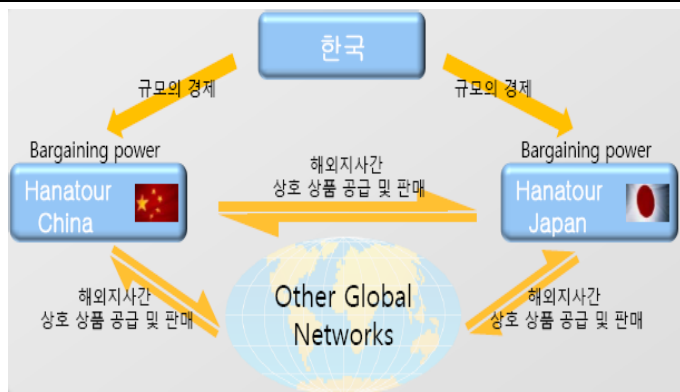 한국
규모의 경제
규모의 경제
Bargaining power
Bargaining power
Hanatour
China
해외지사간
상호 상품 공급 및 판매
Hanatour
Japan
해외지사간
상호 상품 공급 및 판매
Other Global
Networks
해외지사간
상호 상품 공급 및 판매